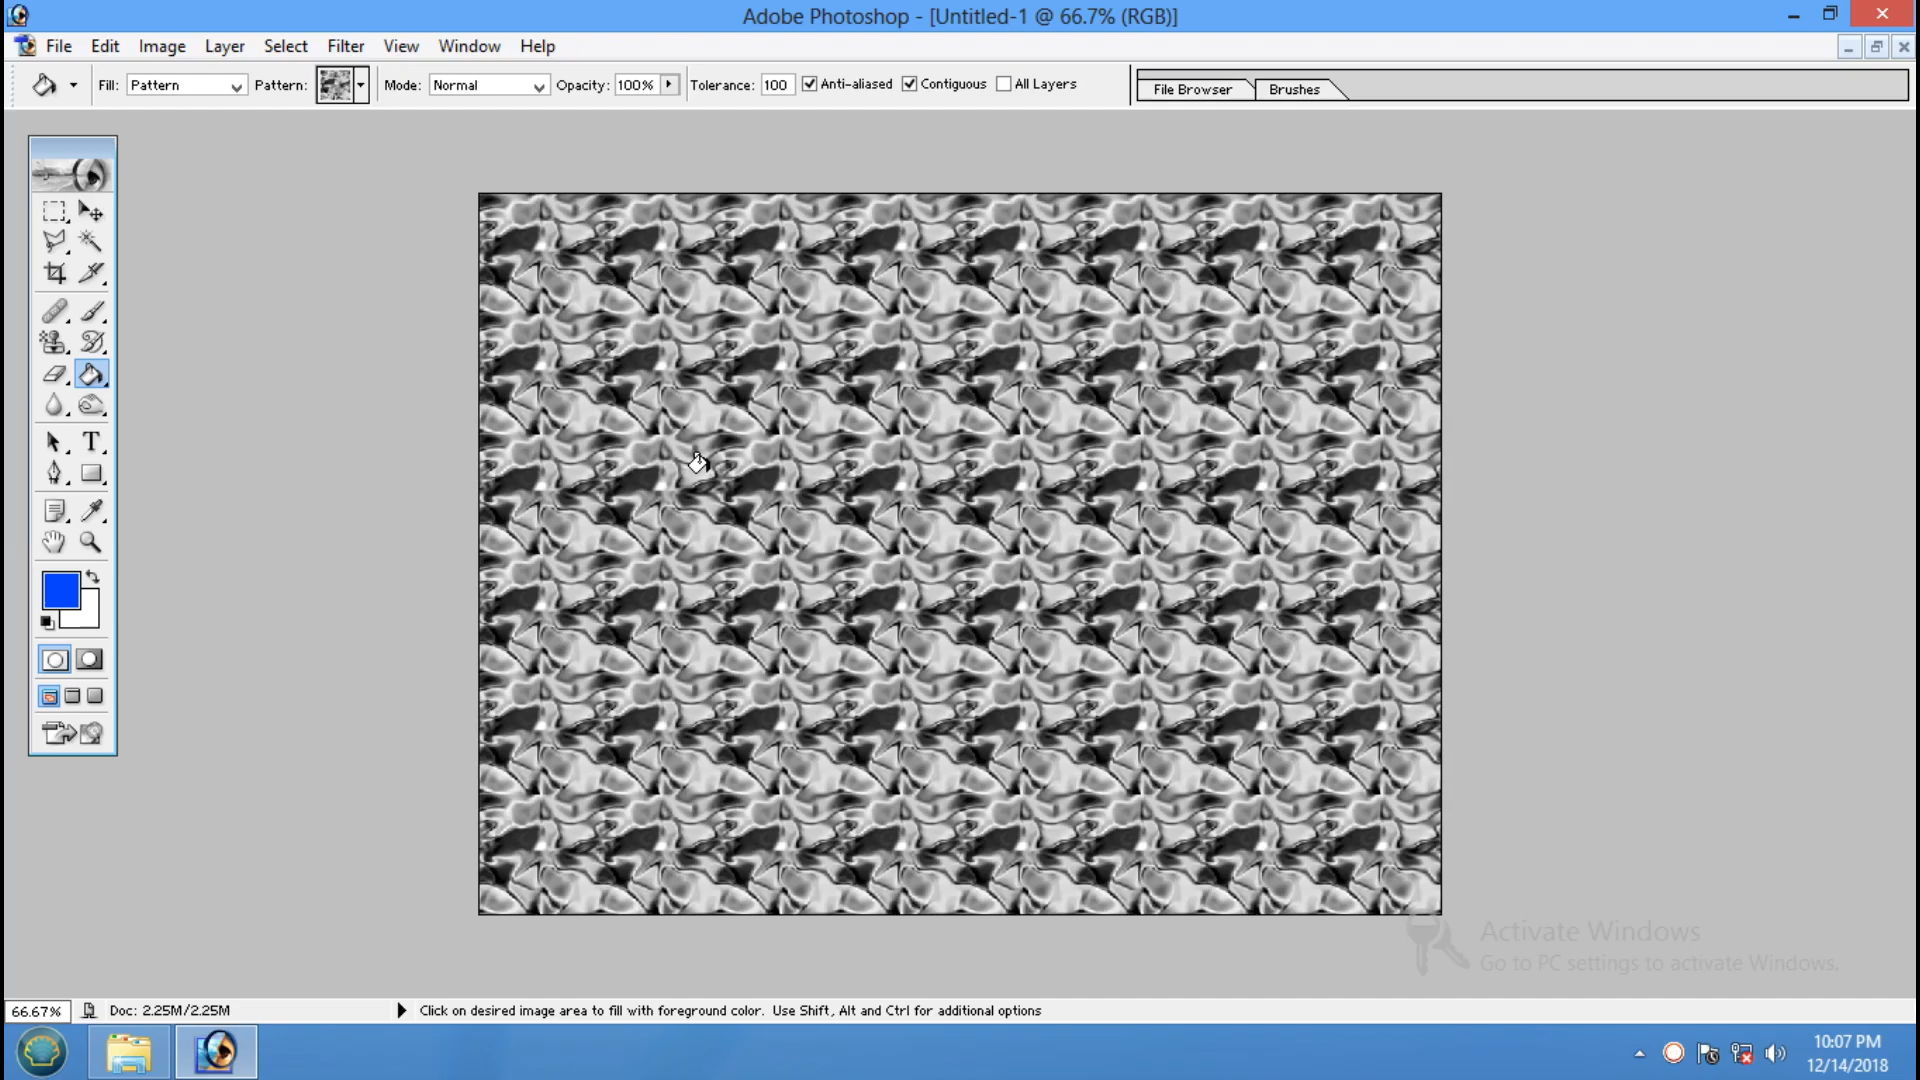 Adobe Photoshop - [Untitled-1 @ 66.7% (RGB)]
File Edit Image Layer Select Filter View Window Help
Fill: Pattern Pattern: Mode: Normal Opacity: 100% Tolerance: 100 Anti-aliased Contiguous All Layers File Browser Brushes
T
Activate Windows
Go to PC settings to activate Windows.
66.67% Doc: 2.25M/2.25M Click on desired image area to fill with foreground color. Use Shift, Alt and Ctrl for additional options
10:07 PM
12/14/2018